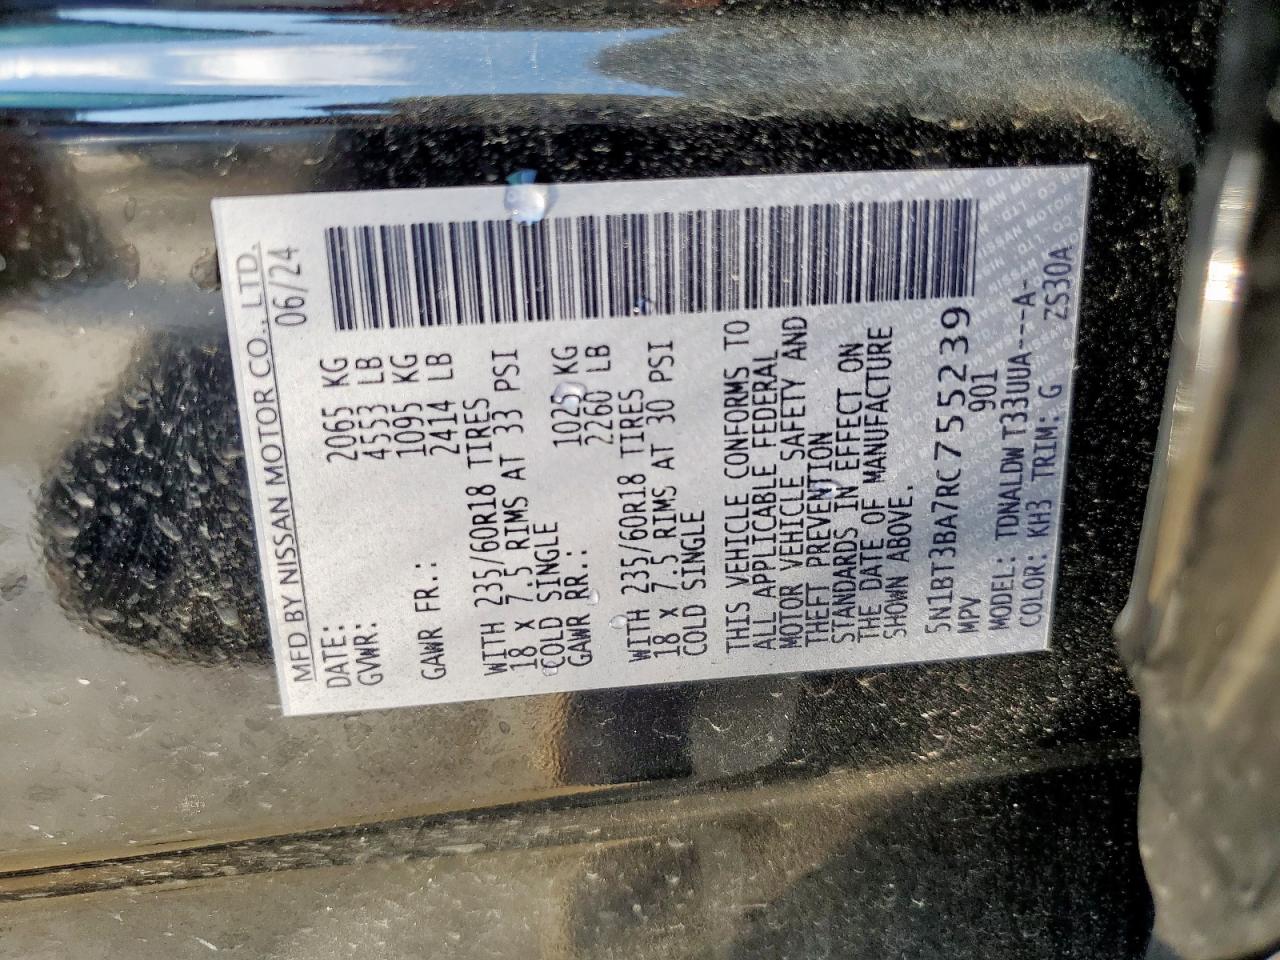 MFD BY NISSAN MOTOR CO., LTD.
DATE: 06/24
GVWR: 2065 KG
4553 LB
GAWR FR.: 1095 KG
2414 LB
WITH 235/60R18 TIRES
18 X 7.5 RIMS AT 33 PSI
COLD SINGLE
GAWR RR.: 1025 KG
2260 LB
WITH 235/60R18 TIRES
18 X 7.5 RIMS AT 30 PSI
COLD SINGLE
THIS VEHICLE CONFORMS TO
ALL APPLICABLE FEDERAL
MOTOR VEHICLE SAFETY AND
THEFT PREVENTION
STANDARDS IN EFFECT ON
THE DATE OF MANUFACTURE
SHOWN ABOVE.
5N1BT3BA7RC755239
MPV 901
MODEL: TDNALDWT33UUA----A-
COLOR: KH3 TRIM: G ZS30A